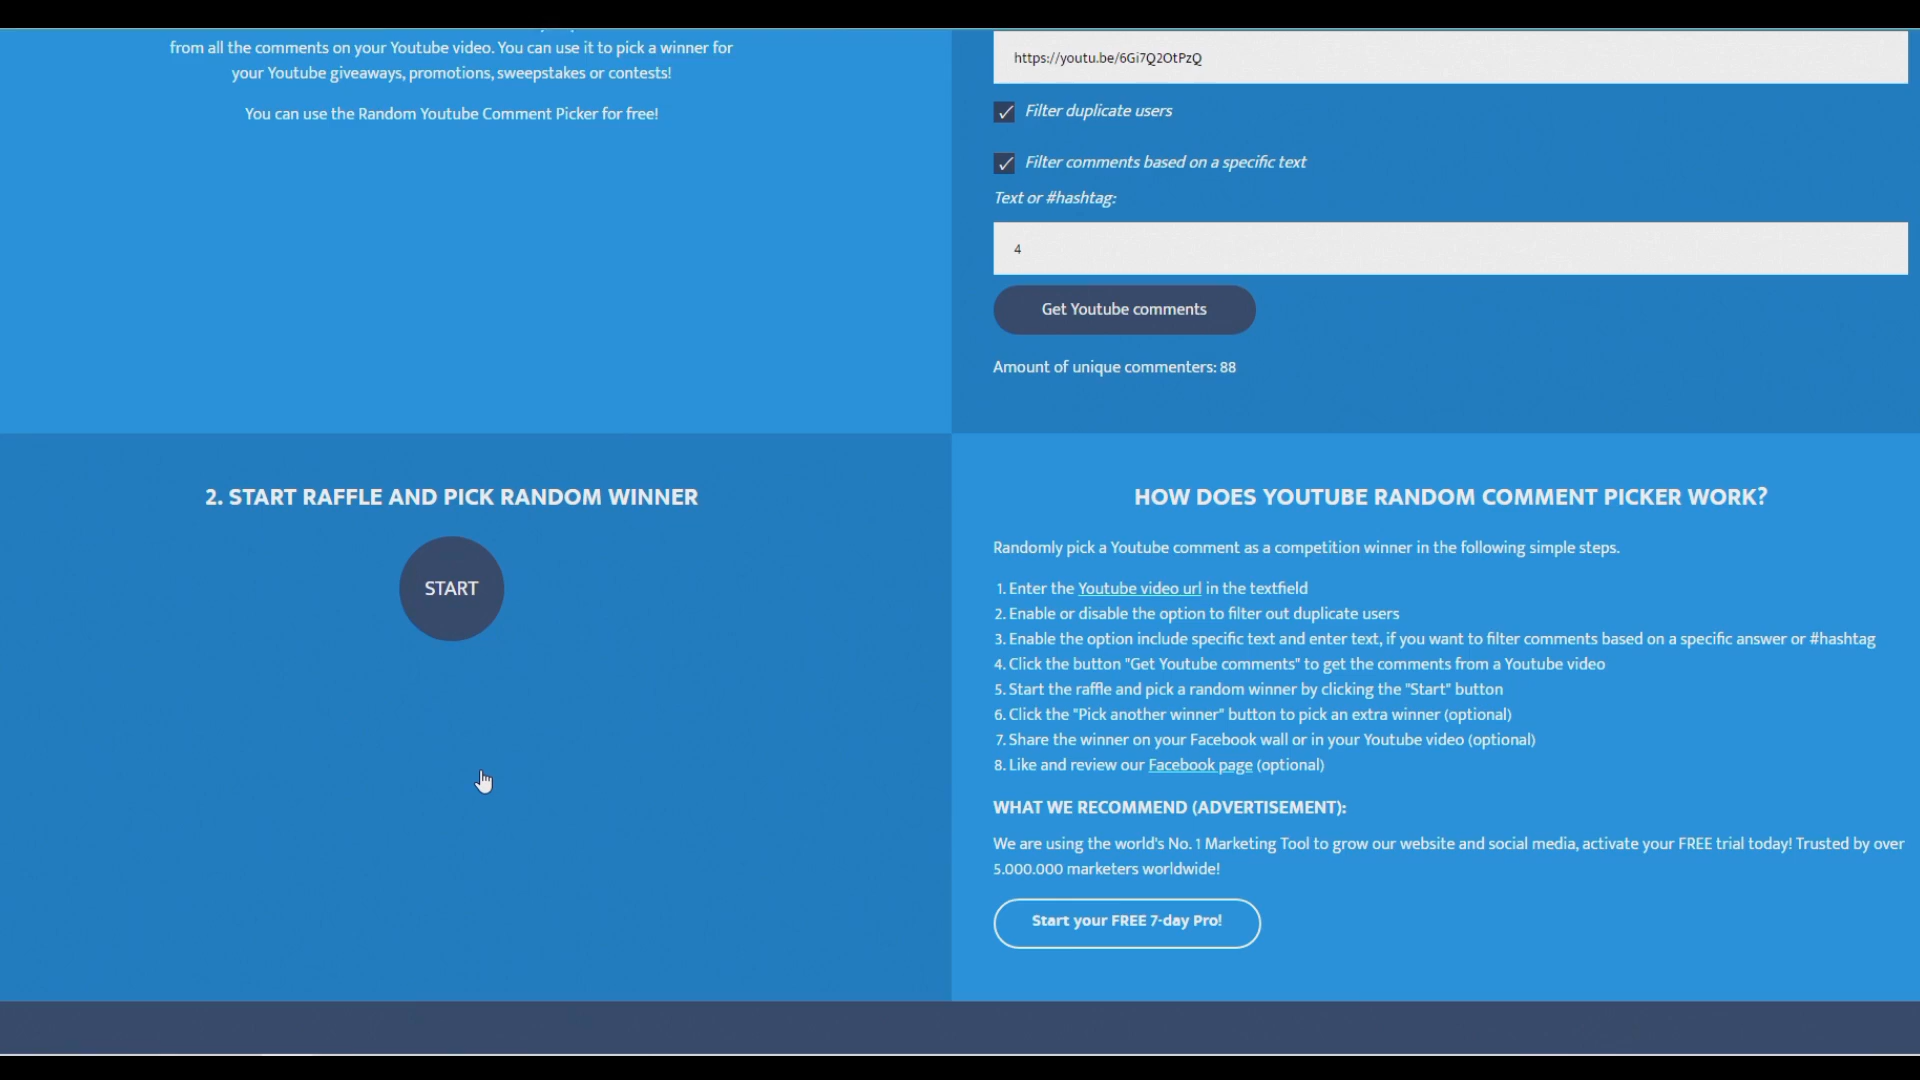 from all the comments on your Youtube video. You can use it to pick a winner for
your Youtube giveaways, promotions, sweepstakes or contests!
You can use the Random Youtube Comment Picker for free!
https://youtu.be/6Gi7Q2OtPzQ
Filter duplicate users
Filter comments based on a specific text
Text or #hashtag:
4
Get Youtube comments
Amount of unique commenters: 88
2. START RAFFLE AND PICK RANDOM WINNER
START
HOW DOES YOUTUBE RANDOM COMMENT PICKER WORK?
Randomly pick a Youtube comment as a competition winner in the following simple steps.
1. Enter the Youtube video url in the textfield
2. Enable or disable the option to filter out duplicate users
3. Enable the option include specific text and enter text, if you want to filter comments based on a specific answer or #hashtag
4. Click the button "Get Youtube comments" to get the comments from a Youtube video
5. Start the raffle and pick a random winner by clicking the "Start" button
6. Click the "Pick another winner" button to pick an extra winner (optional)
7. Share the winner on your Facebook wall or in your Youtube video (optional)
8. Like and review our Facebook page (optional)
WHAT WE RECOMMEND (ADVERTISEMENT):
We are using the world's No. 1 Marketing Tool to grow our website and social media, activate your FREE trial today! Trusted by over
5.000.000 marketers worldwide!
Start your FREE 7-day Pro!